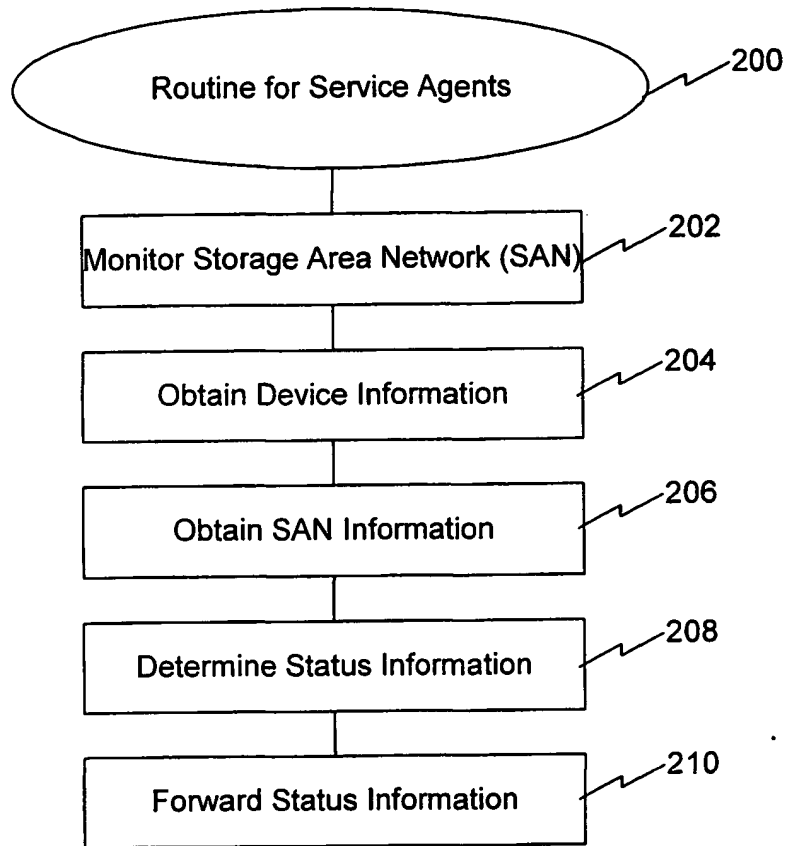 Routine for Service Agents
200
Monitor Storage Area Network (SAN)
202
Obtain Device Information
204
Obtain SAN Information
206
Determine Status Information
208
Forward Status Information
210